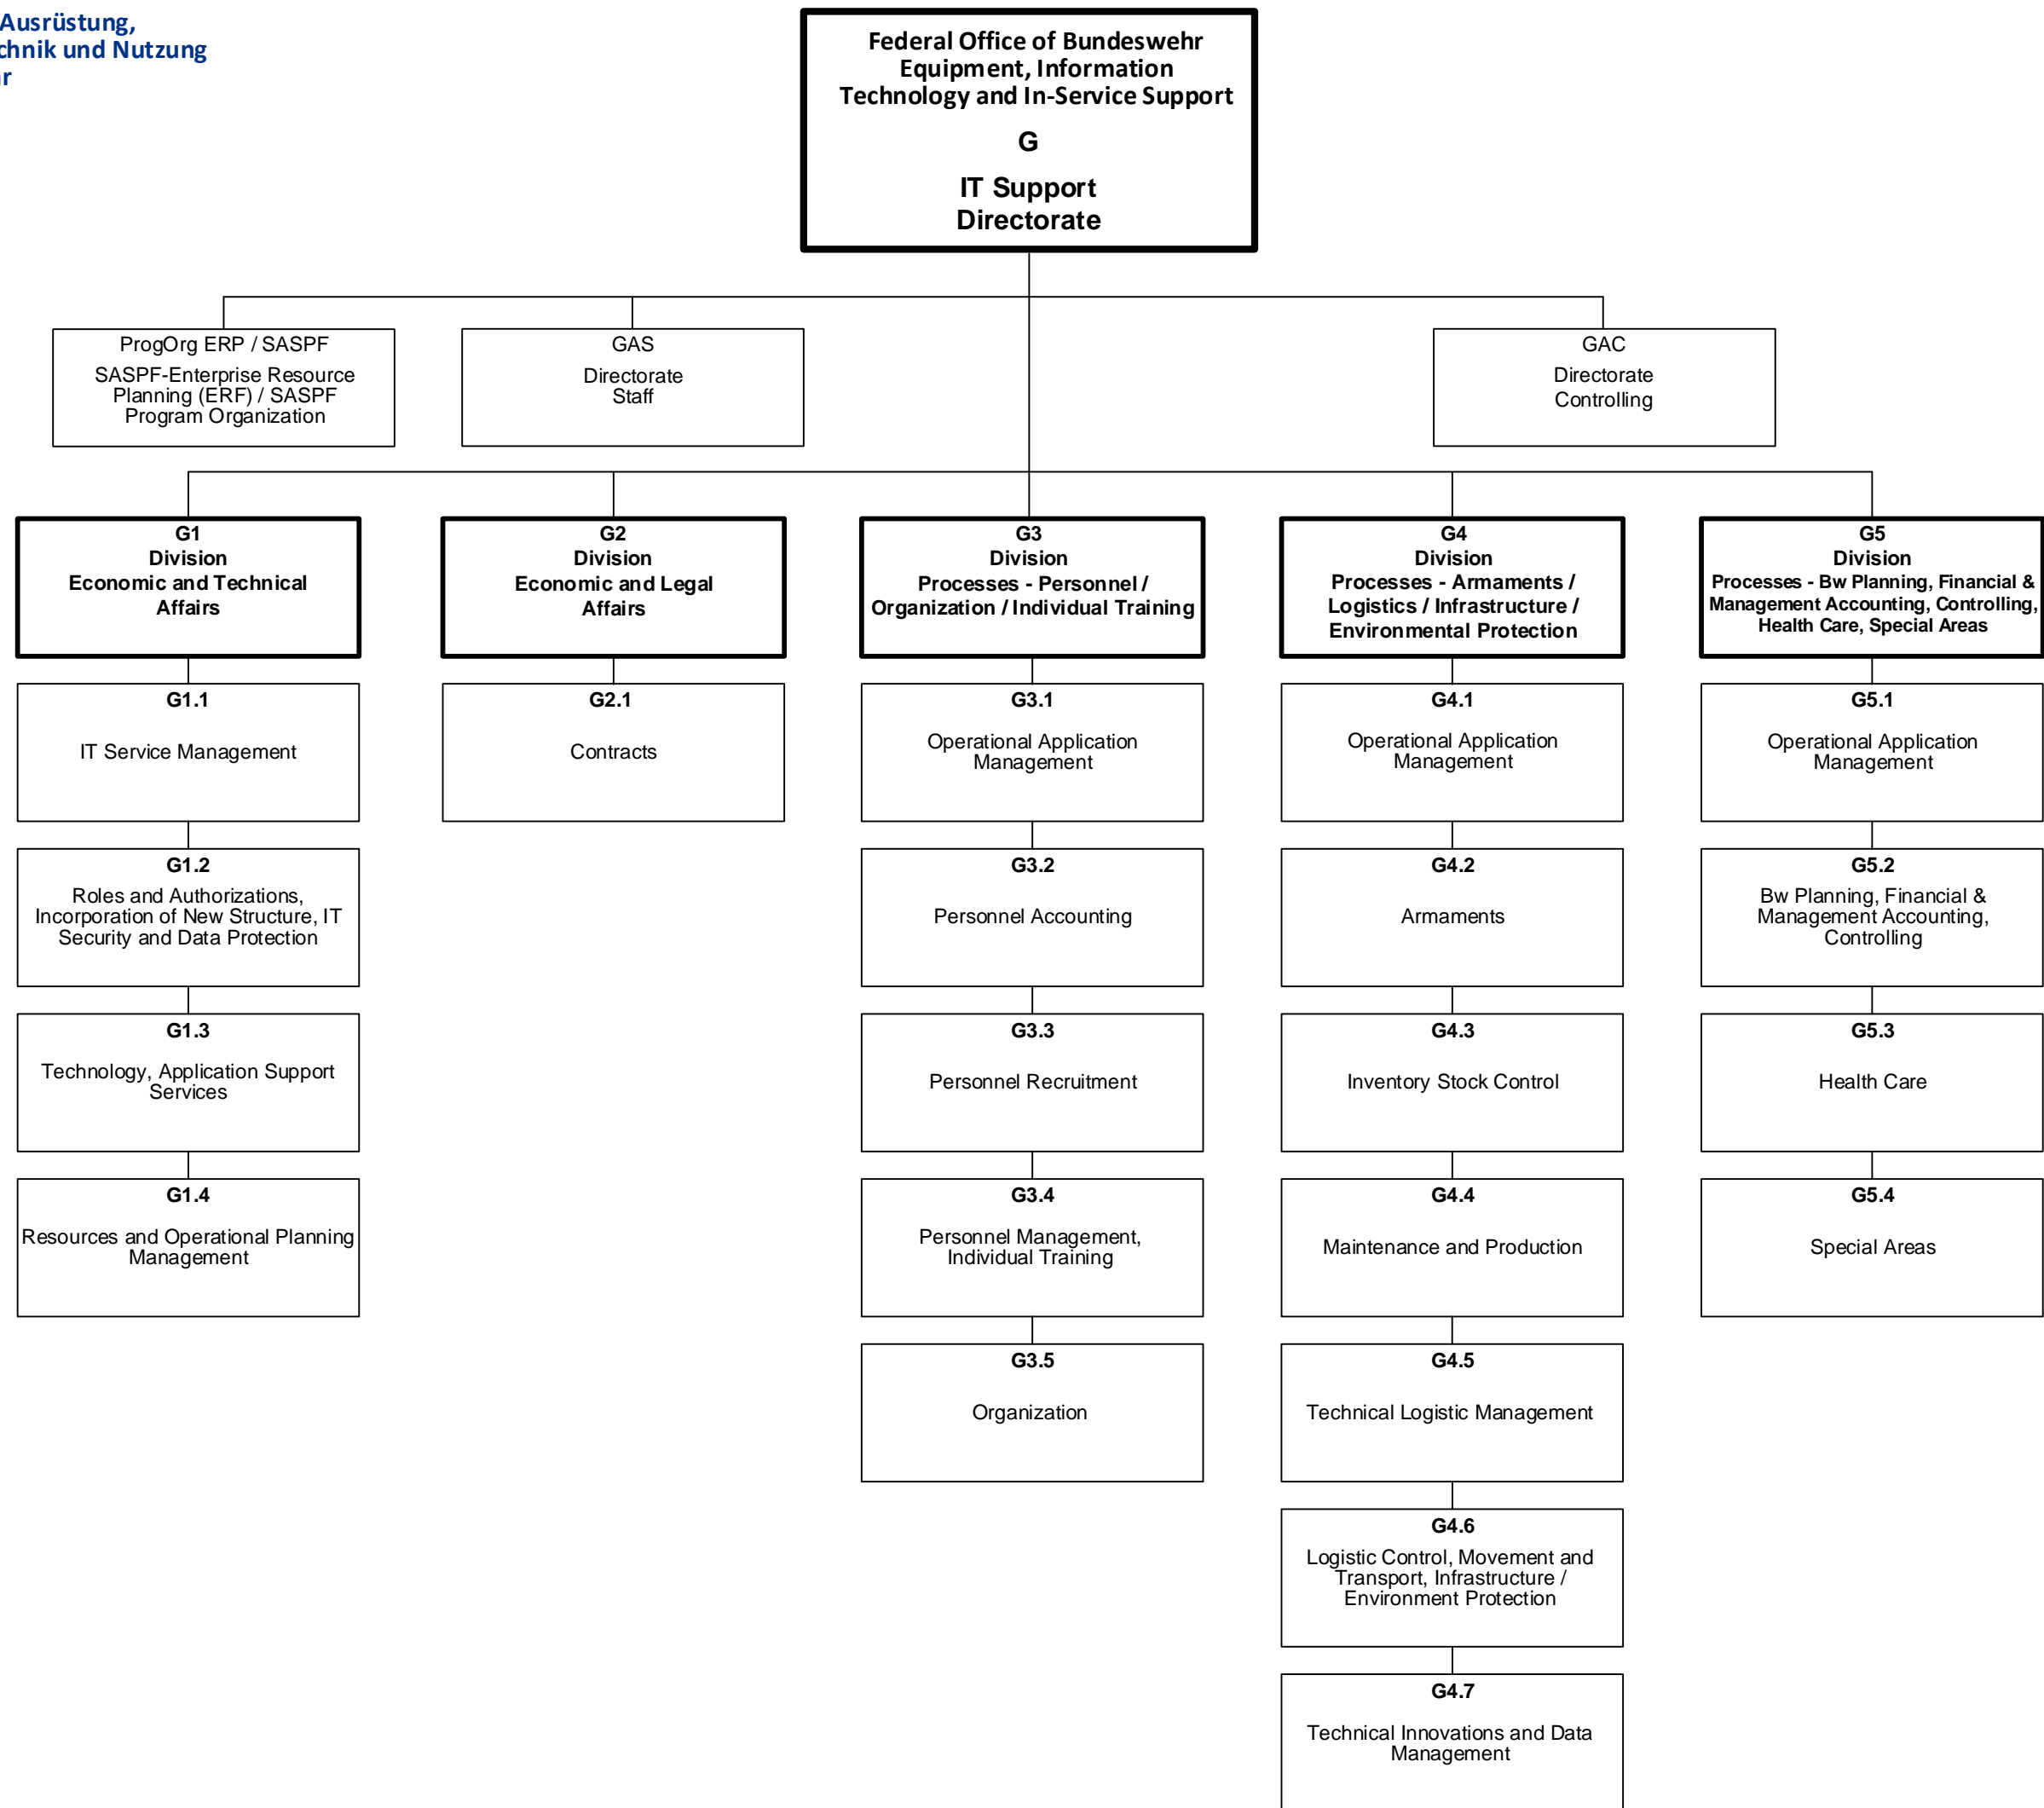 Ausrüstung,
chnik und Nutzung
Federal Office of Bundeswehr
Equipment, Information
Technology and In-Service Support
G
IT Support
Directorate
ProgOrg ERP / SASPF
SASPF-Enterprise Resource
Planning (ERF) / SASPF
Program Organization
GAS
Directorate
Staff
GAC
Directorate
Controlling
G1
Division
Economic and Technical
Affairs
G1.1
IT Service Management
G1.2
Roles and Authorizations,
Incorporation of New Structure, IT
Security and Data Protection
G1.3
Technology, Application Support
Services
G1.4
Resources and Operational Planning
Management
G2
Division
Economic and Legal
Affairs
G2.1
Contracts
G3
Division
Processes - Personnel /
Organization / Individual Training
G3.1
Operational Application
Management
G3.2
Personnel Accounting
G3.3
Personnel Recruitment
G3.4
Personnel Management,
Individual Training
G3.5
Organization
G4
Division
Processes - Armaments /
Logistics / Infrastructure /
Environmental Protection
G4.1
Operational Application
Management
G4.2
Armaments
G4.3
Inventory Stock Control
G4.4
Maintenance and Production
G4.5
Technical Logistic Management
G4.6
Logistic Control, Movement and
Transport, Infrastructure /
Environment Protection
G4.7
Technical Innovations and Data
Management
G5
Division
Processes - Bw Planning, Financial &
Management Accounting, Controlling,
Health Care, Special Areas
G5.1
Operational Application
Management
G5.2
Bw Planning, Financial &
Management Accounting,
Controlling
G5.3
Health Care
G5.4
Special Areas